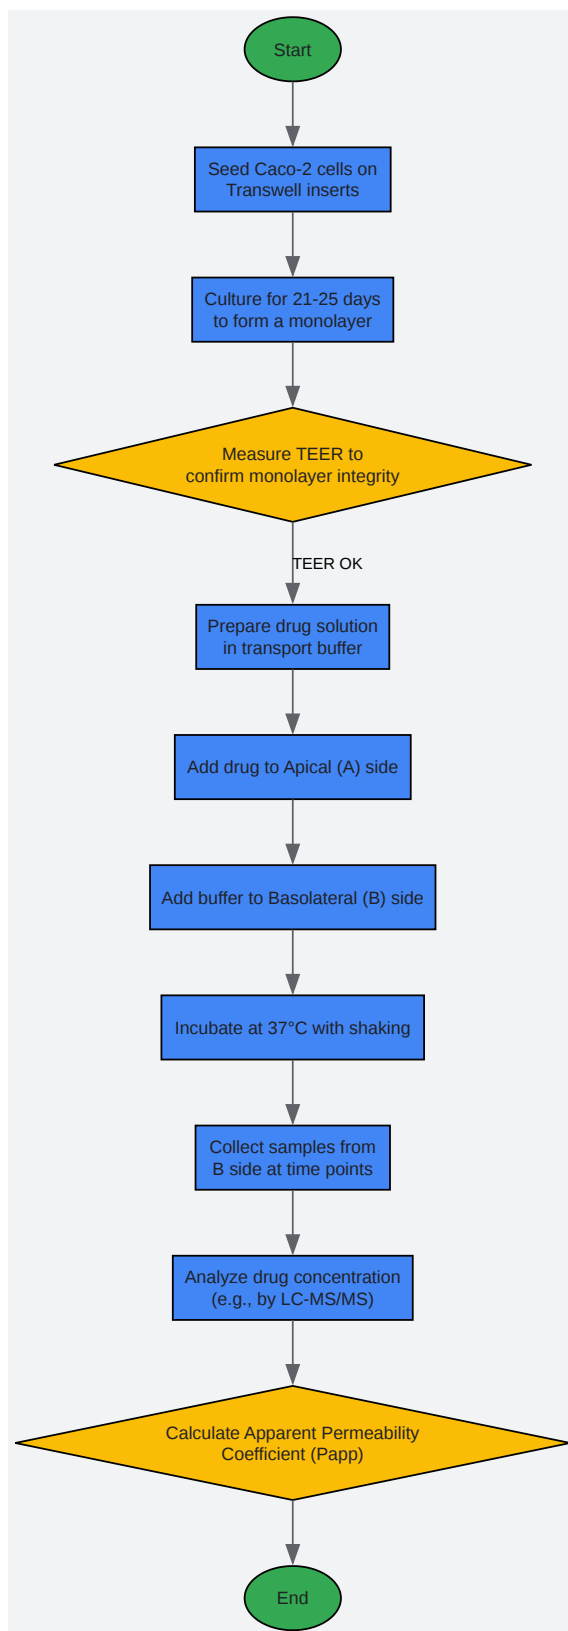 Start
Seed Caco-2 cells on
Transwell inserts
Culture for 21-25 days
to form a monolayer
Measure TEER to
confirm monolayer integrity
TEER OK
Prepare drug solution
in transport buffer
Add drug to Apical (A) side
Add buffer to Basolateral (B) side
Incubate at 37°C with shaking
Collect samples from
B side at time points
Analyze drug concentration
(e.g., by LC-MS/MS)
Calculate Apparent Permeability
Coefficient (Papp)
End